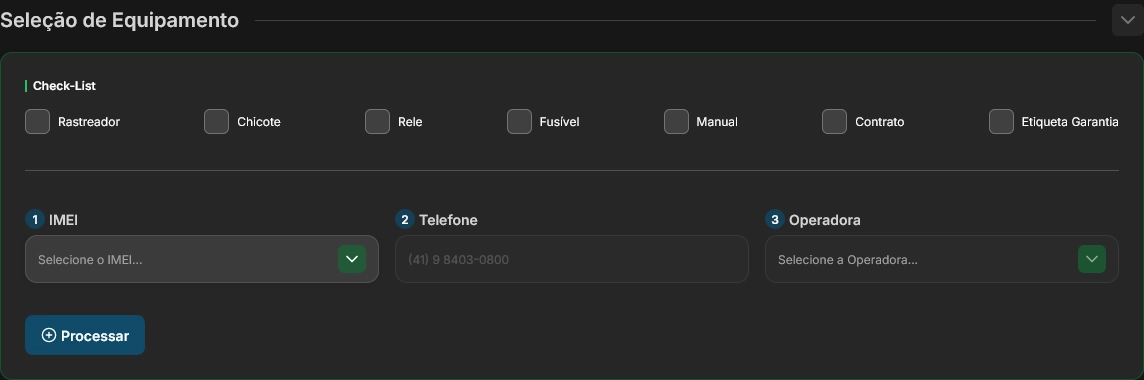 Seleção de Equipamento
Check-List
Rastreador Chicote Rele Fusível Manual Contrato Etiqueta Garantia
1 IMEI 2 Telefone 3 Operadora
Selecione o IMEI... (41) 9 8403-0800 Selecione a Operadora...
Processar